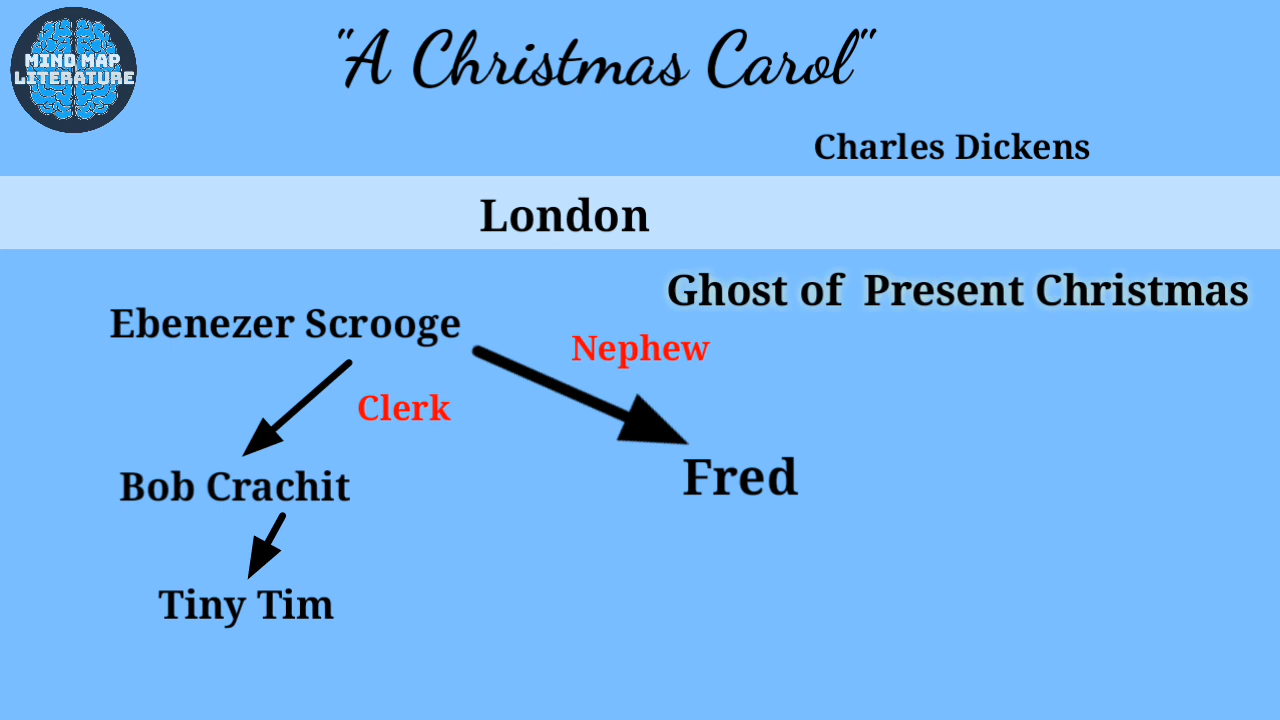 MIND MAP
LITERATURE
"A Christmas Carol"
Charles Dickens
London
Ghost of Present Christmas
Ebenezer Scrooge
Nephew
Clerk
Fred
Bob Crachit
Tiny Tim